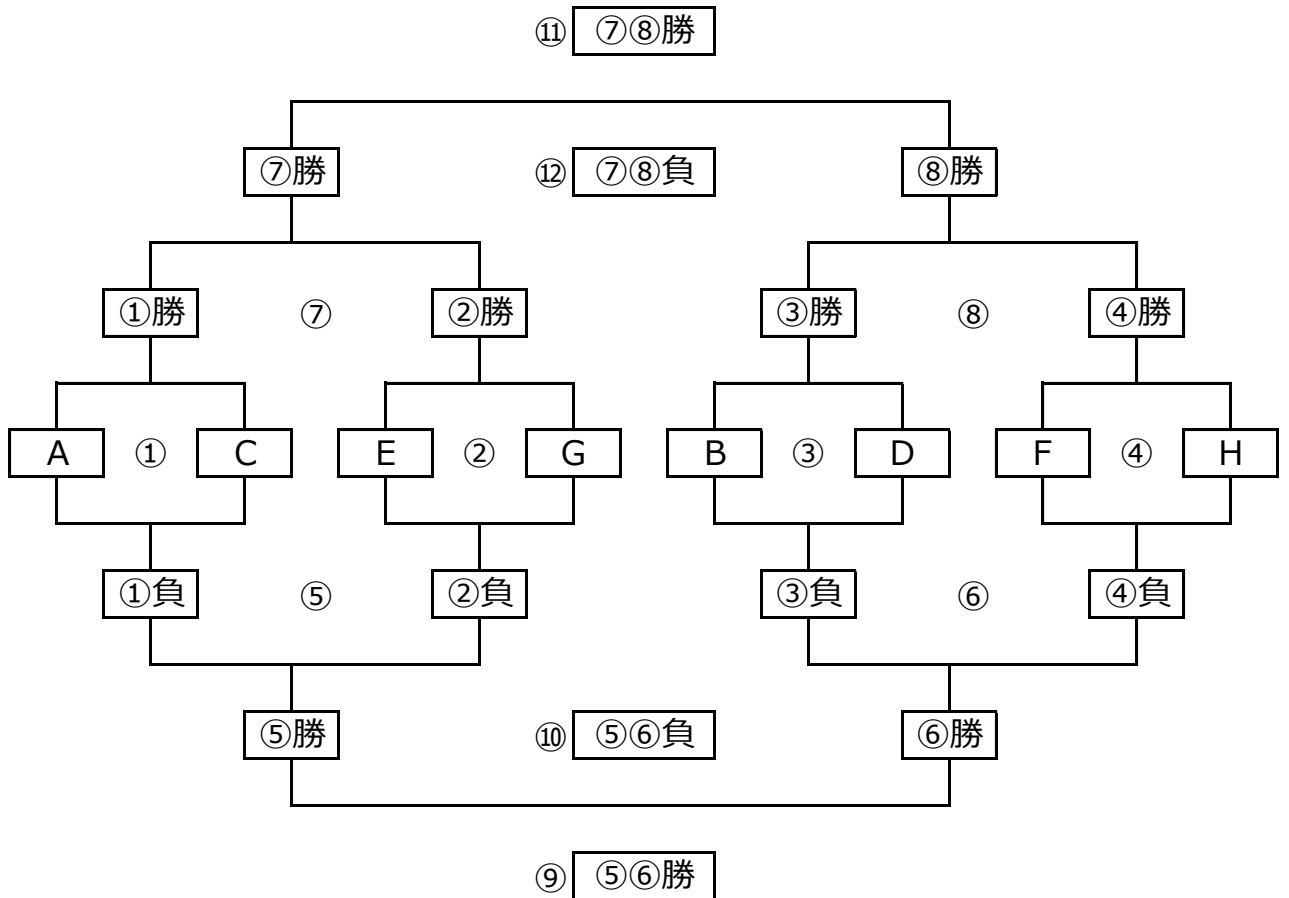 ⑪ ⑦⑧勝
⑦勝 ⑫ ⑦⑧負 ⑧勝
①勝 ⑦ ②勝 ③勝 ⑧ ④勝
A ① C E ② G B ③ D F ④ H
①負 ⑤ ②負 ③負 ⑥ ④負
⑤勝 ⑩ ⑤⑥負 ⑥勝
⑨ ⑤⑥勝